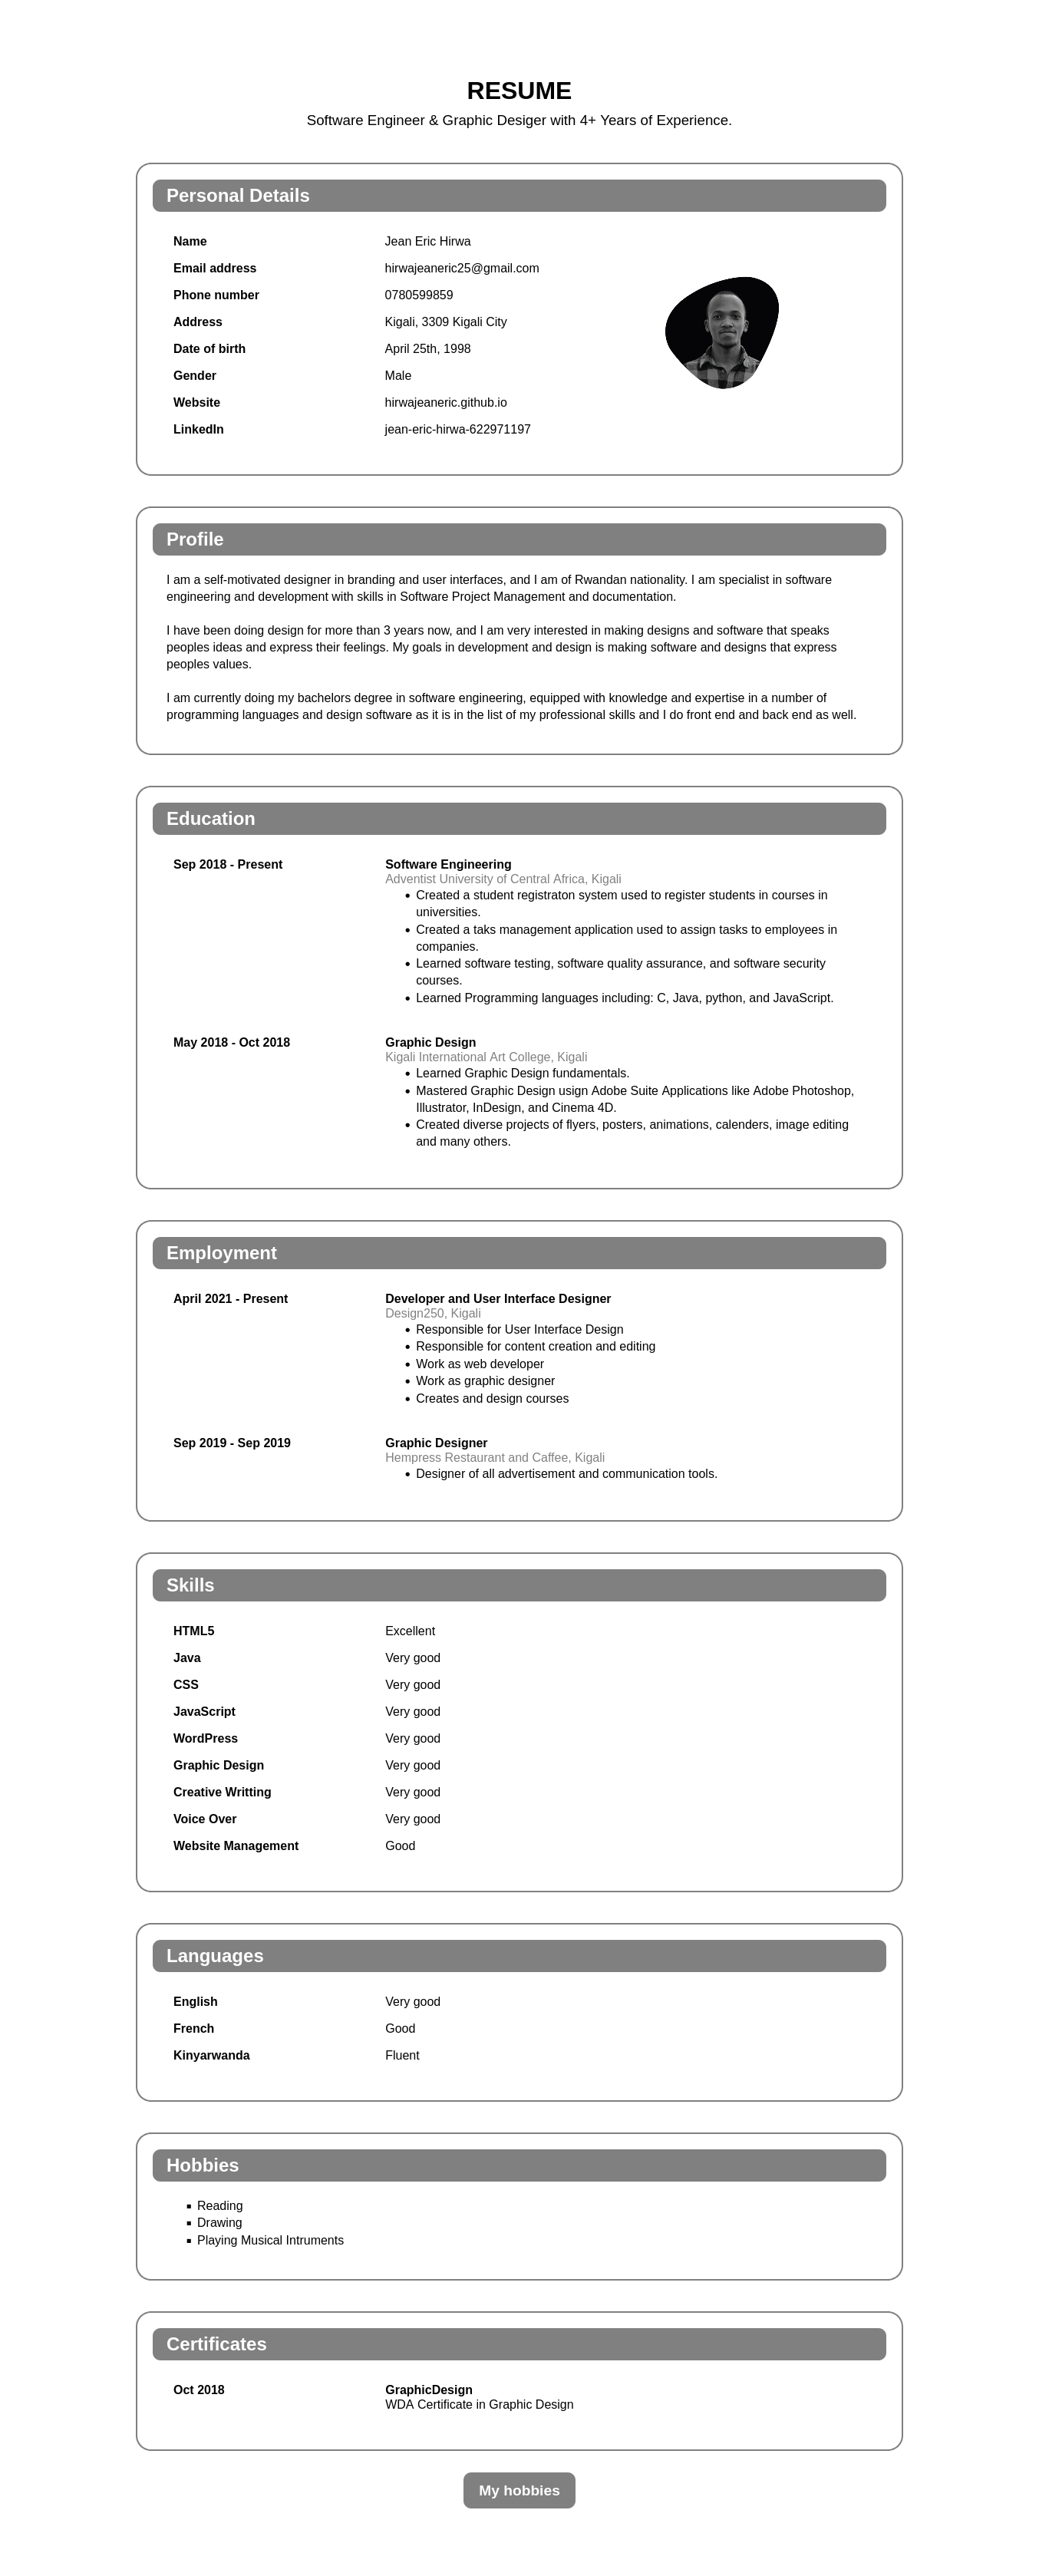 RESUME
Software Engineer & Graphic Desiger with 4+ Years of Experience.
Personal Details
Name Jean Eric Hirwa
Email address hirwajeaneric25@gmail.com
Phone number 0780599859
Address Kigali, 3309 Kigali City
Date of birth April 25th, 1998
Gender Male
Website hirwajeaneric.github.io
LinkedIn jean-eric-hirwa-622971197
Profile
I am a self-motivated designer in branding and user interfaces, and I am of Rwandan nationality. I am specialist in software
engineering and development with skills in Software Project Management and documentation.
I have been doing design for more than 3 years now, and I am very interested in making designs and software that speaks
peoples ideas and express their feelings. My goals in development and design is making software and designs that express
peoples values.
I am currently doing my bachelors degree in software engineering, equipped with knowledge and expertise in a number of
programming languages and design software as it is in the list of my professional skills and I do front end and back end as well.
Education
Sep 2018 - Present Software Engineering
Adventist University of Central Africa, Kigali
• Created a student registraton system used to register students in courses in
universities.
• Created a taks management application used to assign tasks to employees in
companies.
• Learned software testing, software quality assurance, and software security
courses.
• Learned Programming languages including: C, Java, python, and JavaScript.
May 2018 - Oct 2018 Graphic Design
Kigali International Art College, Kigali
• Learned Graphic Design fundamentals.
• Mastered Graphic Design usign Adobe Suite Applications like Adobe Photoshop,
Illustrator, InDesign, and Cinema 4D.
• Created diverse projects of flyers, posters, animations, calenders, image editing
and many others.
Employment
April 2021 - Present Developer and User Interface Designer
Design250, Kigali
• Responsible for User Interface Design
• Responsible for content creation and editing
• Work as web developer
• Work as graphic designer
• Creates and design courses
Sep 2019 - Sep 2019 Graphic Designer
Hempress Restaurant and Caffee, Kigali
• Designer of all advertisement and communication tools.
Skills
HTML5 Excellent
Java Very good
CSS Very good
JavaScript Very good
WordPress Very good
Graphic Design Very good
Creative Writting Very good
Voice Over Very good
Website Management Good
Languages
English Very good
French Good
Kinyarwanda Fluent
Hobbies
▪ Reading
▪ Drawing
▪ Playing Musical Intruments
Certificates
Oct 2018 GraphicDesign
WDA Certificate in Graphic Design
My hobbies